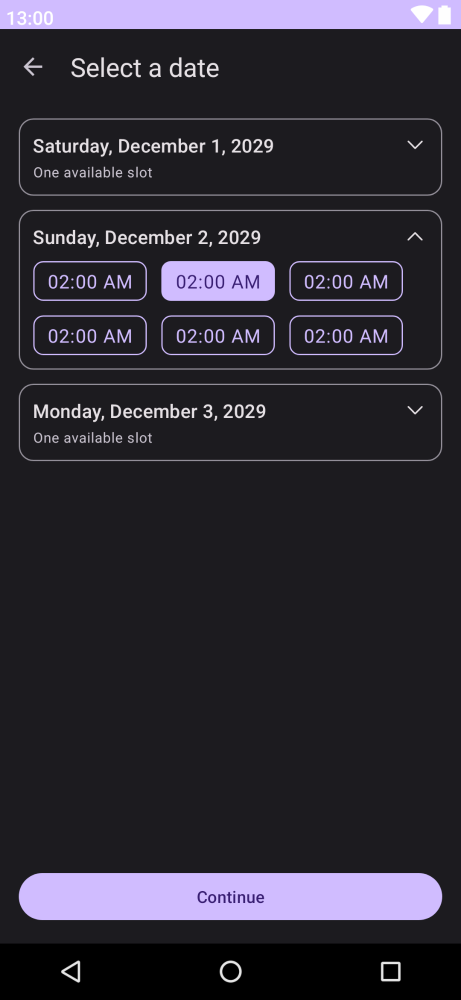 13:00
Select a date
Saturday, December 1, 2029
One available slot
Sunday, December 2, 2029
02:00 AM 02:00 AM 02:00 AM
02:00 AM 02:00 AM 02:00 AM
Monday, December 3, 2029
One available slot
Continue